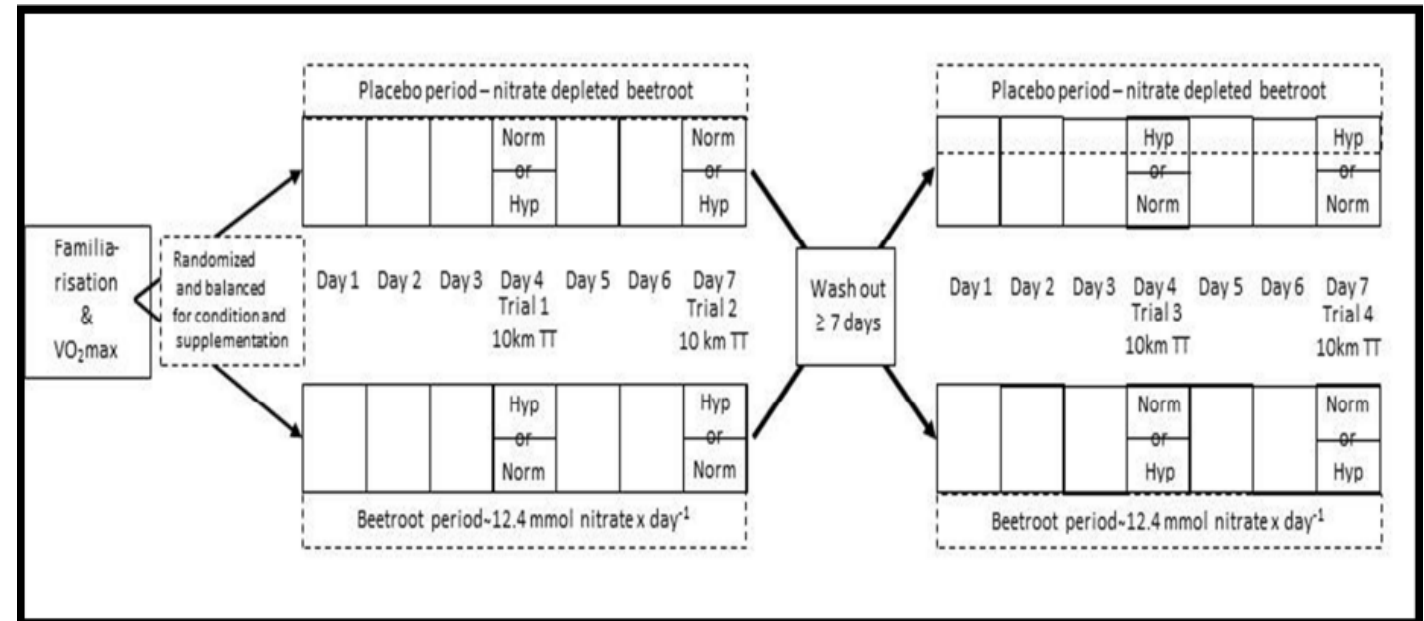 Placebo period – nitrate depleted beetroot
Placebo period – nitrate depleted beetroot
Norm
or
Hyp
Norm
or
Hyp
Hyp
or
Norm
Hyp
or
Norm
Familia-
risation
&
VO₂max
Randomized
and balanced
for condition and
supplementation
Day 1
Day 2
Day 3
Day 4
Trial 1
10km TT
Day 5
Day 6
Day 7
Trial 2
10 km TT
Wash out
≥ 7 days
Day 1
Day 2
Day 3
Day 4
Trial 3
10km TT
Day 5
Day 6
Day 7
Trial 4
10km TT
Hyp
or
Norm
Hyp
or
Norm
Norm
or
Hyp
Norm
or
Hyp
Beetroot period~12.4 mmol nitrate x day⁻¹
Beetroot period~12.4 mmol nitrate x day⁻¹